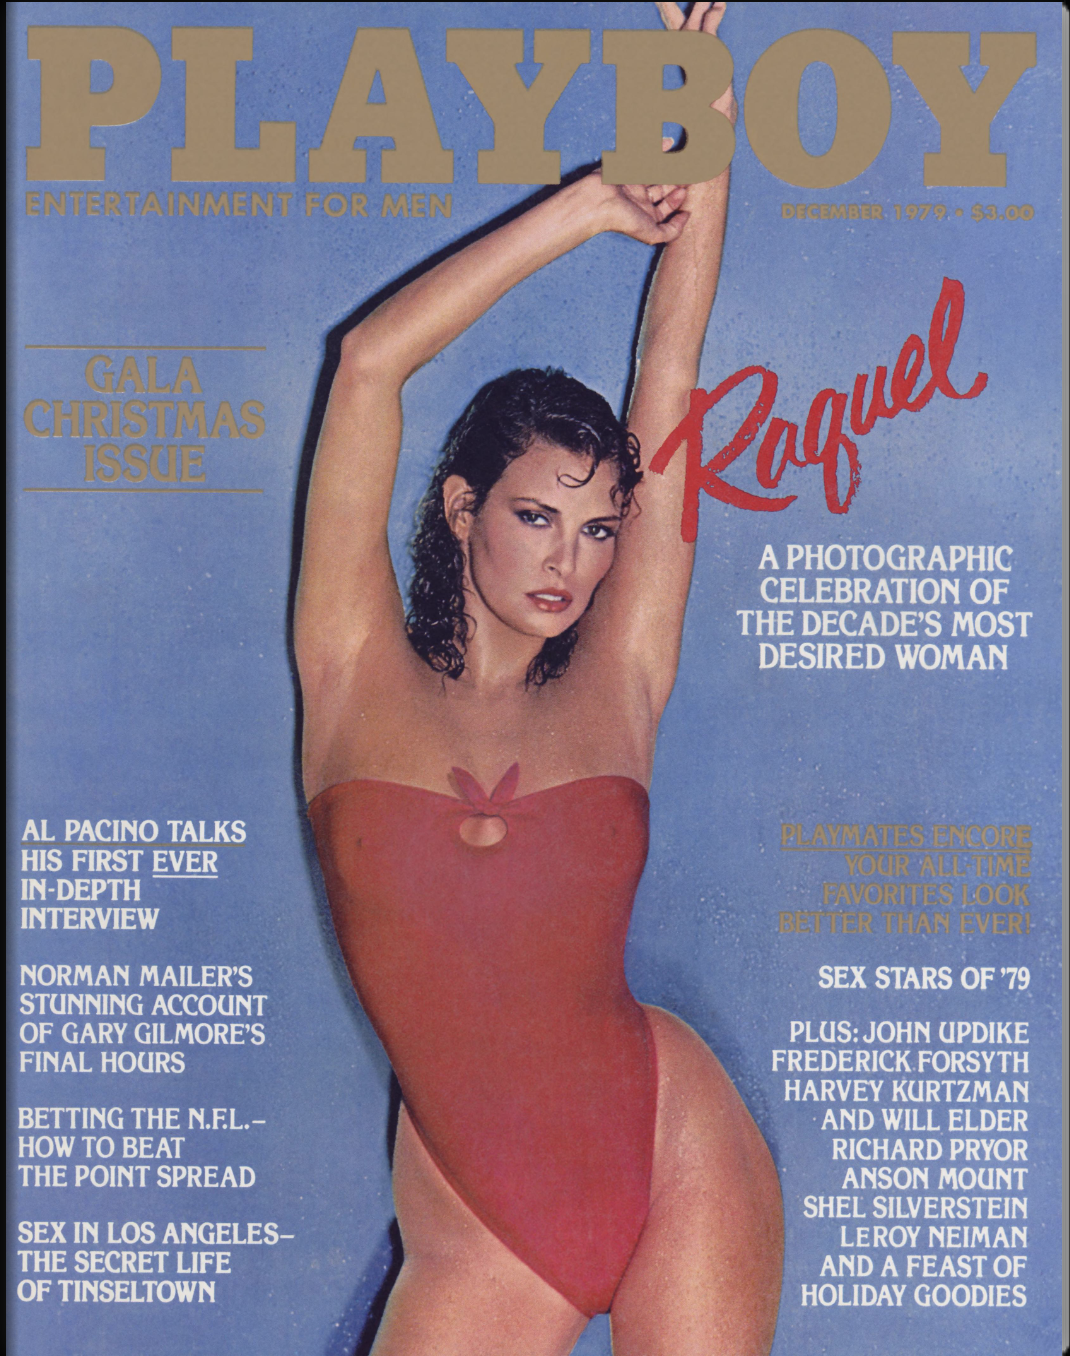 PLAYBOY
ENTERTAINMENT FOR MEN
DECEMBER 1979 • $3.00
GALA
CHRISTMAS
ISSUE
Raquel
A PHOTOGRAPHIC
CELEBRATION OF
THE DECADE'S MOST
DESIRED WOMAN
AL PACINO TALKS
HIS FIRST EVER
IN-DEPTH
INTERVIEW
NORMAN MAILER'S
STUNNING ACCOUNT
OF GARY GILMORE'S
FINAL HOURS
BETTING THE N.F.L.–
HOW TO BEAT
THE POINT SPREAD
SEX IN LOS ANGELES–
THE SECRET LIFE
OF TINSELTOWN
PLAYMATES ENCORE
YOUR ALL-TIME
FAVORITES LOOK
BETTER THAN EVER!
SEX STARS OF '79
PLUS: JOHN UPDIKE
FREDERICK FORSYTH
HARVEY KURTZMAN
AND WILL ELDER
RICHARD PRYOR
ANSON MOUNT
SHEL SILVERSTEIN
LEROY NEIMAN
AND A FEAST OF
HOLIDAY GOODIES